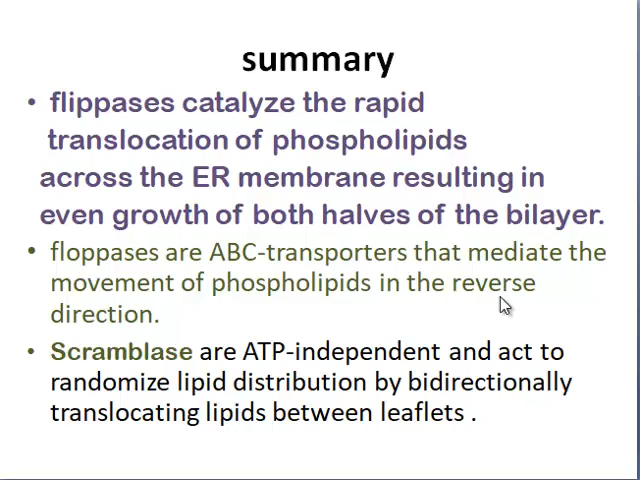 summary
• flippases catalyze the rapid
translocation of phospholipids
across the ER membrane resulting in
even growth of both halves of the bilayer.
• floppases are ABC-transporters that mediate the
movement of phospholipids in the reverse
direction.
• Scramblase are ATP-independent and act to
randomize lipid distribution by bidirectionally
translocating lipids between leaflets .